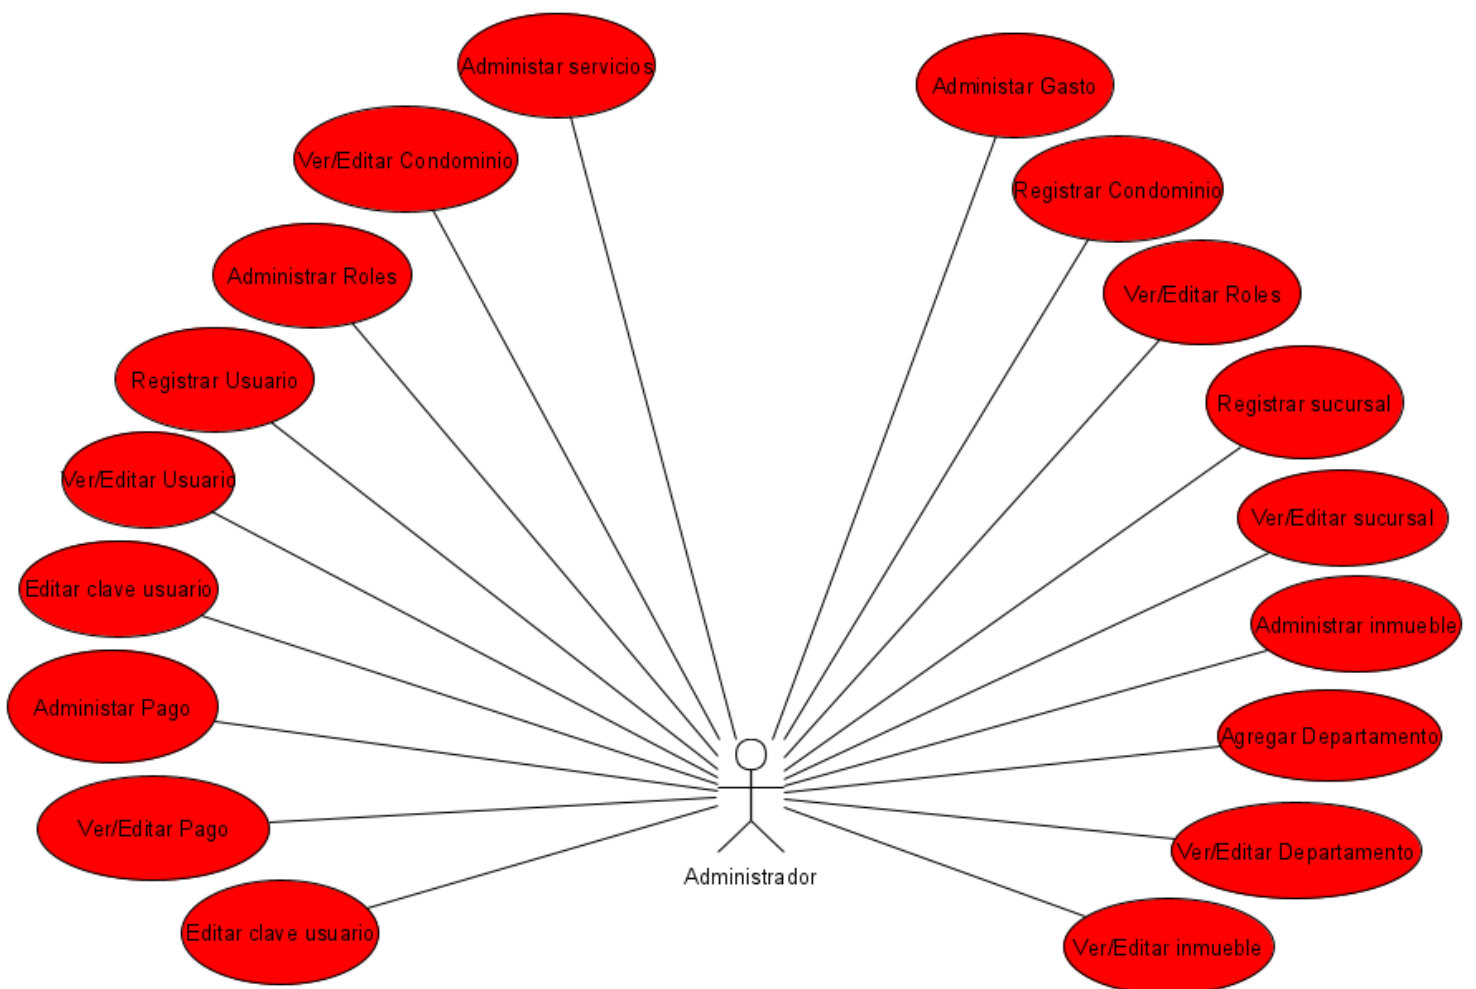 Administar servicios
Administar Gasto
Ver/Editar Condominio
Registrar Condominio
Administrar Roles
Ver/Editar Roles
Registrar Usuario
Registrar sucursal
Ver/Editar Usuario
Ver/Editar sucursal
Editar clave usuario
Administrar inmueble
Administar Pago
Agregar Departamento
Ver/Editar Pago
Ver/Editar Departamento
Administrador
Editar clave usuario
Ver/Editar inmueble